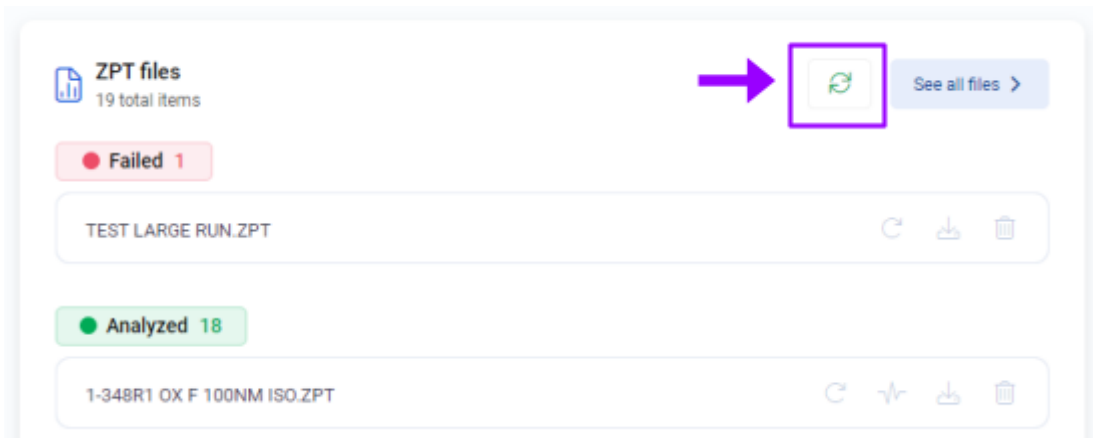 ZPT files
19 total items
See all files
Failed 1
TEST LARGE RUN.ZPT
Analyzed 18
1-348R1 OX F 100NM ISO.ZPT